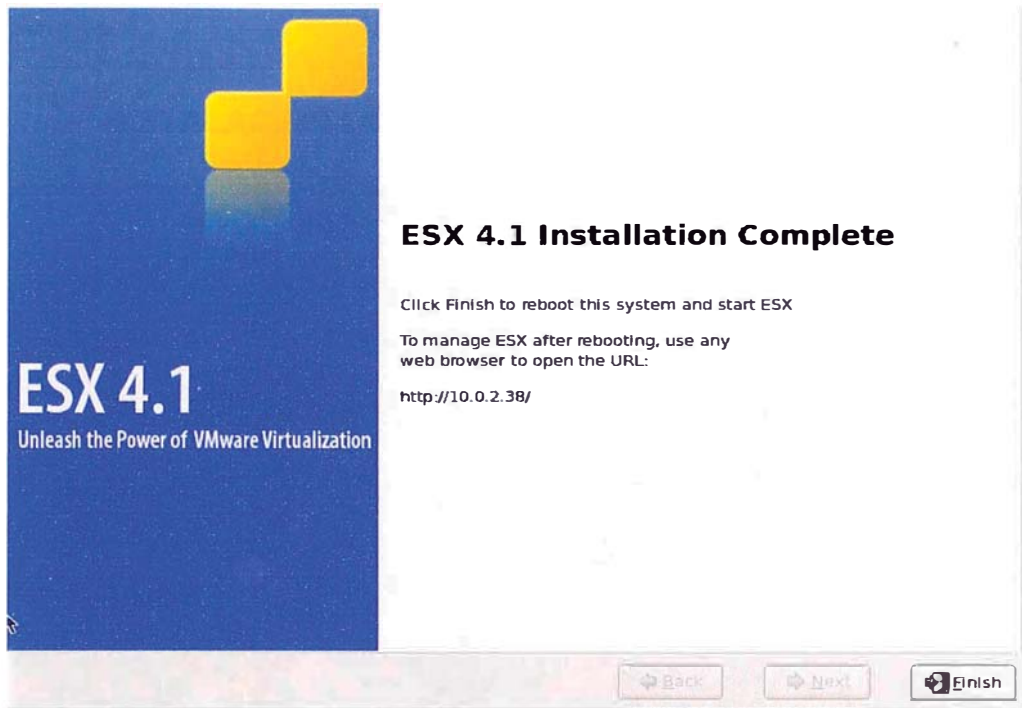 ESX 4.1 Installation Complete
Click Finish to reboot this system and start ESX
To manage ESX after rebooting, use any
web browser to open the URL:
http://10.0.2.38/
ESX 4.1
Unleash the Power of VMware Virtualization
Back
Next
Finish